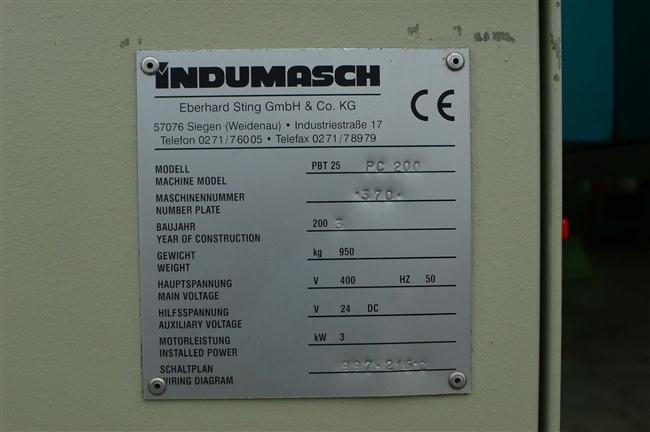 INDUMASCH
Eberhard Sting GmbH & Co. KG
57076 Siegen (Weidenau) • Industriestraße 17
Telefon 0271/76005 • Telefax 0271/78979
CE
MODELL PBT 25 PC 200
MACHINE MODEL
MASCHINENNUMMER ·370·
NUMBER PLATE
BAUJAHR 200 3
YEAR OF CONSTRUCTION
GEWICHT kg 950
WEIGHT
HAUPTSPANNUNG V 400 HZ 50
MAIN VOLTAGE
HILFSSPANNUNG V 24 DC
AUXILIARY VOLTAGE
MOTORLEISTUNG kW 3
INSTALLED POWER
SCHALTPLAN
WIRING DIAGRAM